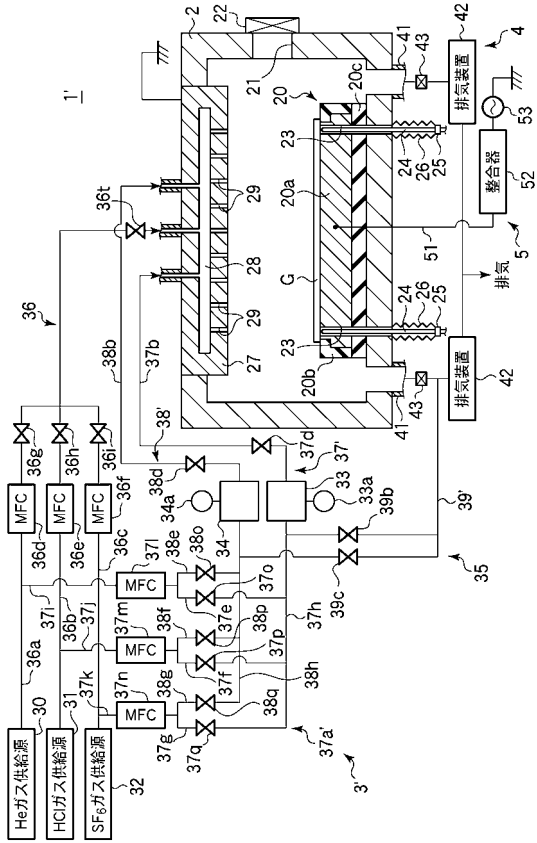 1'
22
2
42
4
41
43
排気装置
53
整合器
52
21
20
20c
23
20a
24
26
25
51
5
排気
G
28
29
29
27
20b
23
24
26
25
41
43
排気装置
42
36t
36
38b
37b
36g
36h
36i
MFC
MFC
MFC
36d
36e
36f
36c
38'
38d
37d
37'
34a
34
33
33a
39b
39c
39'
35
37i
36b
37j
36a
37k
37l
MFC
37m
MFC
37n
MFC
38e
38o
37o
37e
38f
38p
37p
37f
38g
38q
37g
37q
37h
38h
37a'
3'
Heガス供給源
30
HClガス供給源
31
SF6ガス供給源
32